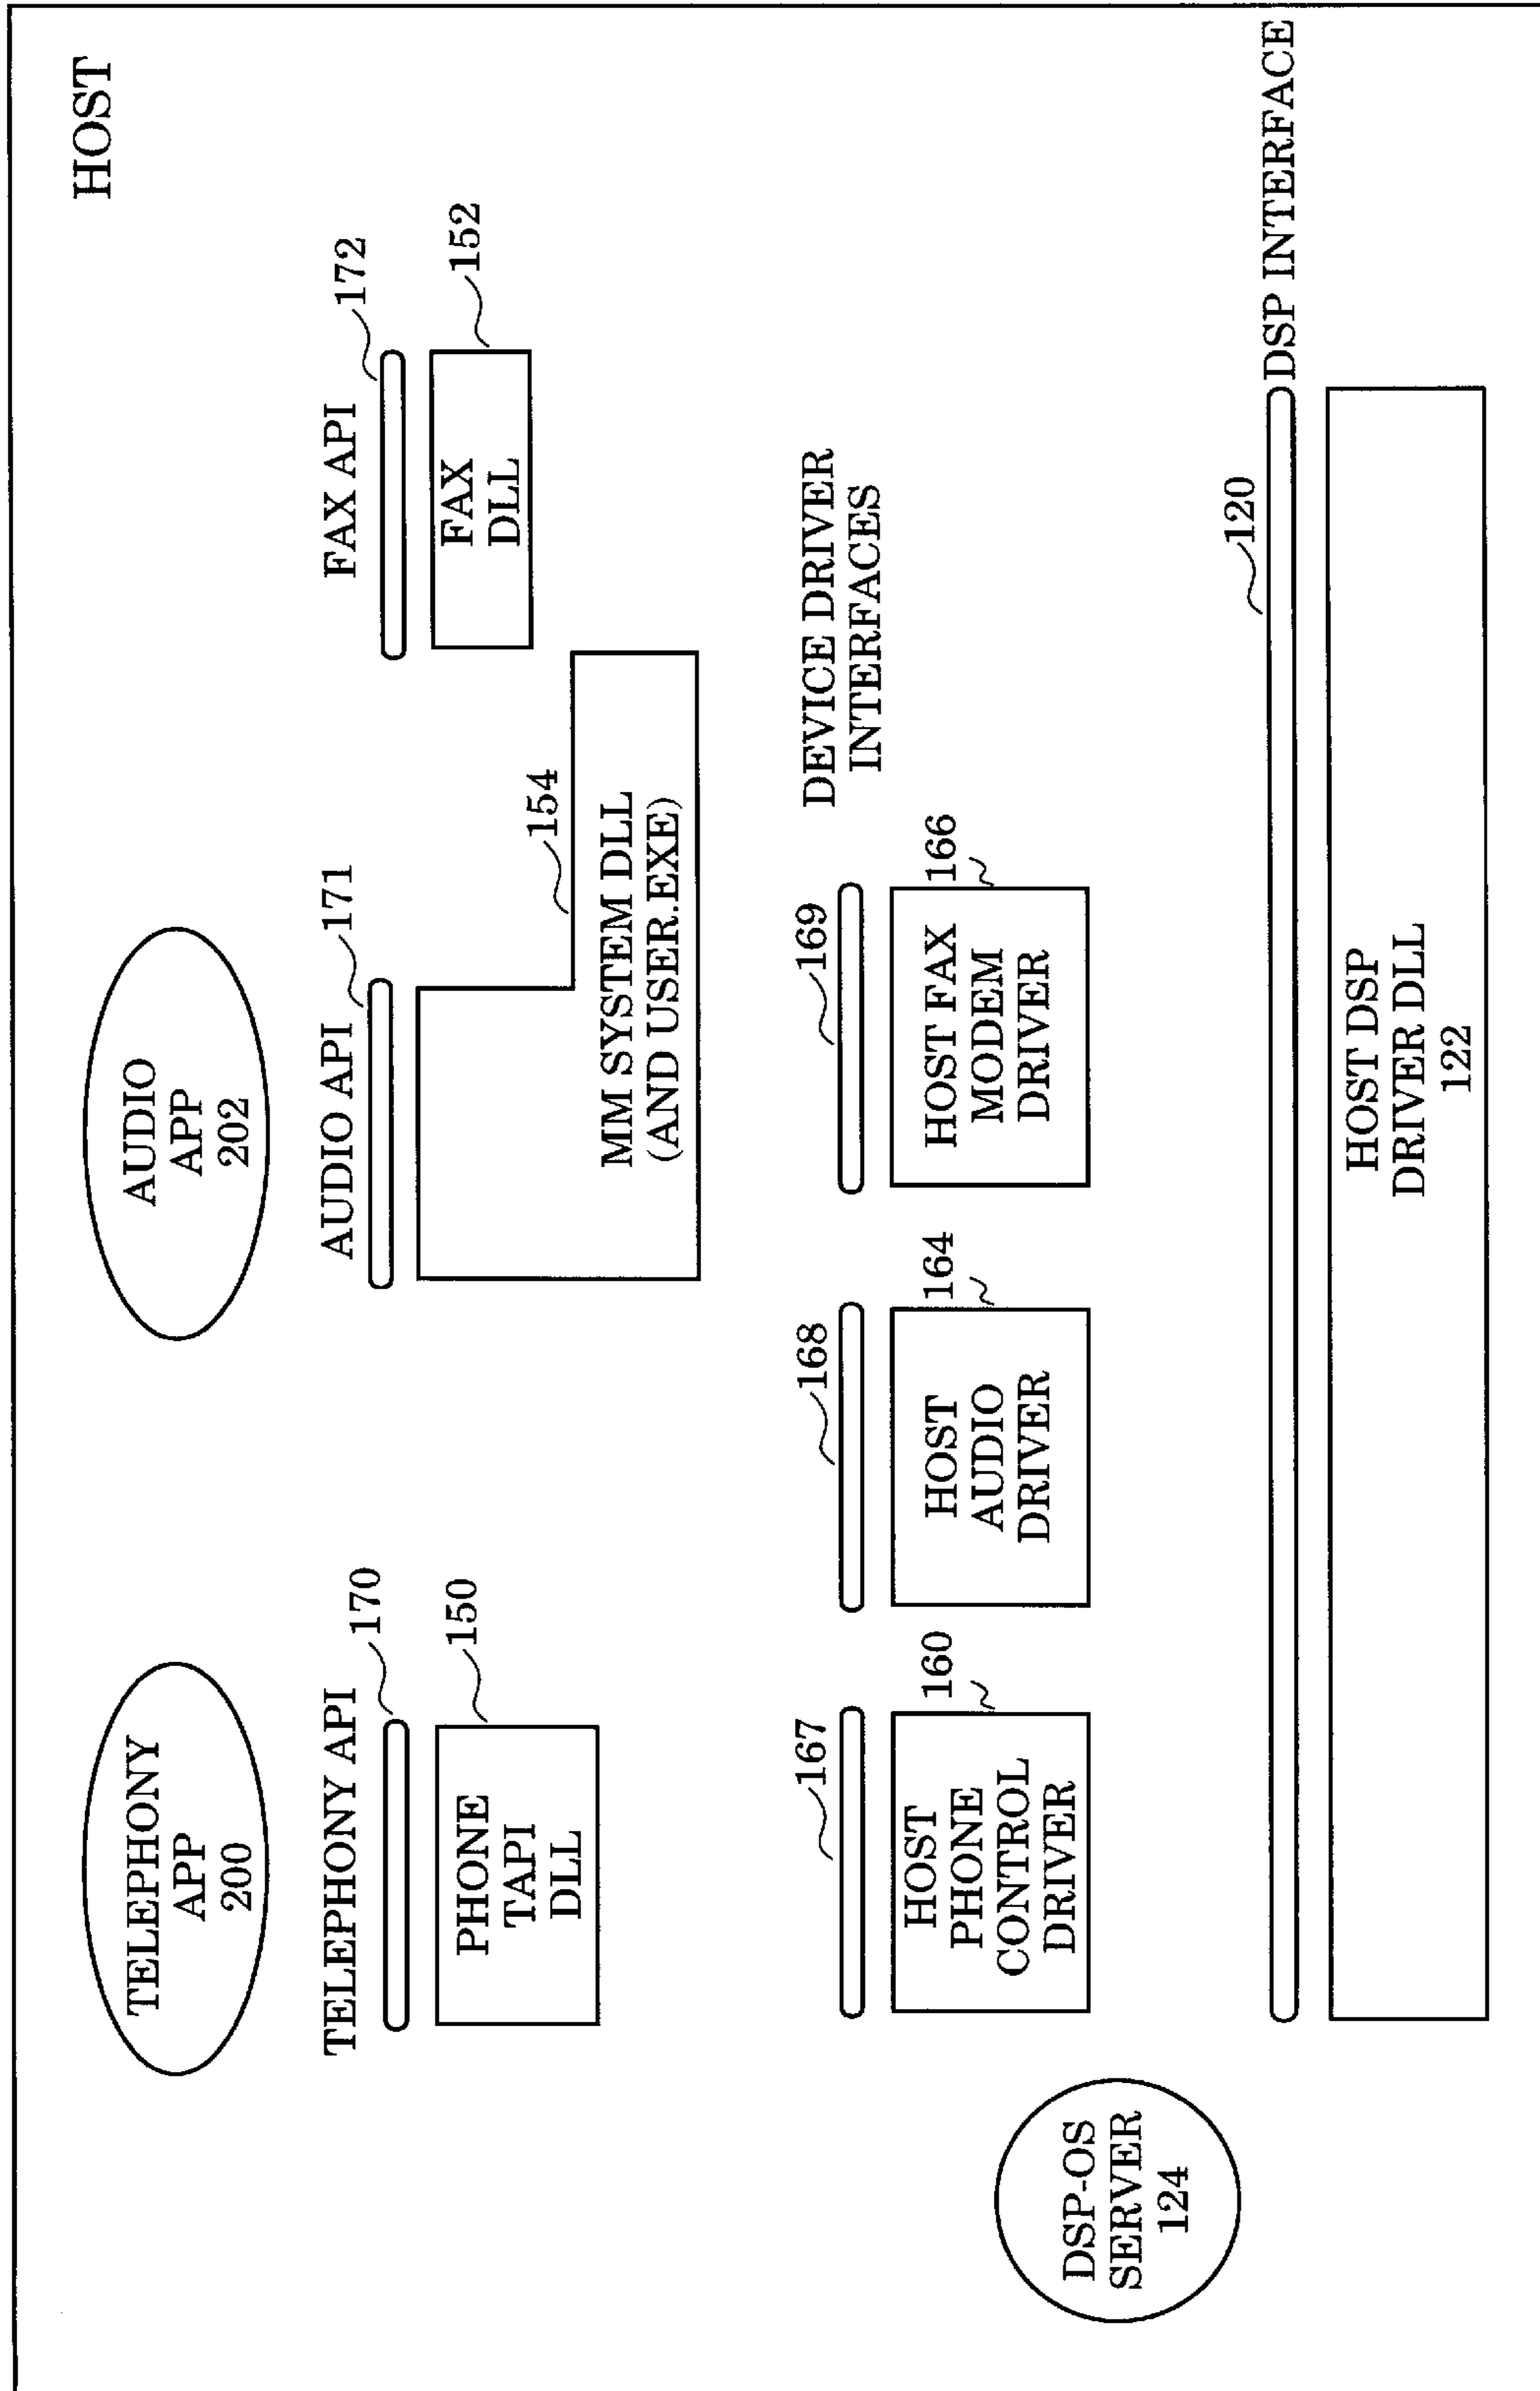 HOST
TELEPHONY
APP
200
AUDIO
APP
202
TELEPHONY API
170
AUDIO API
171
FAX API
172
PHONE
TAPI
DLL
150
154
MM SYSTEM DLL
(AND USER.EXE)
FAX
DLL
152
167
168
169
DEVICE DRIVER
INTERFACES
HOST
PHONE
CONTROL
DRIVER
160
HOST
AUDIO
DRIVER
164
HOST FAX
MODEM
DRIVER
166
DSP-OS
SERVER
124
120
DSP INTERFACE
HOST DSP
DRIVER DLL
122